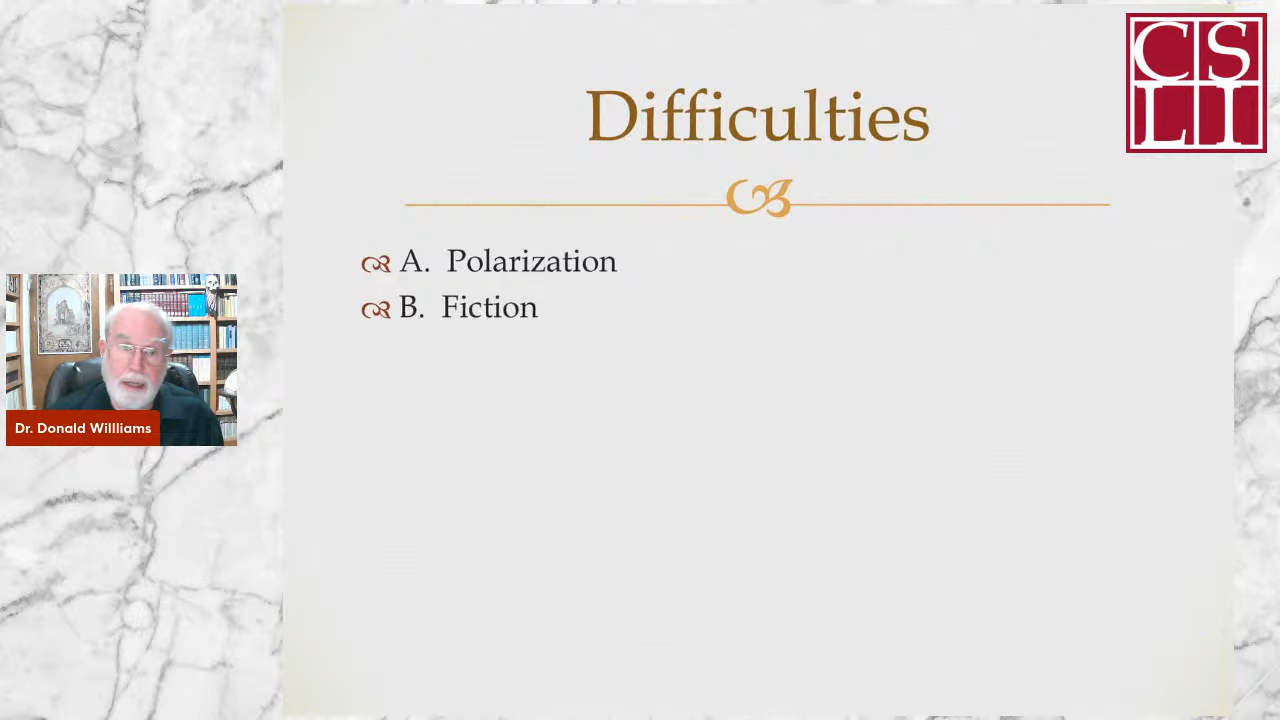 Difficulties
A. Polarization
B. Fiction
Dr. Donald Willliams
CS
LI